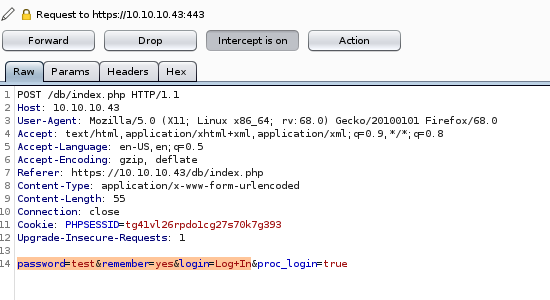 Request to https://10.10.10.43:443
Forward Drop Intercept is on Action
Raw Params Headers Hex
1 POST /db/index.php HTTP/1.1
2 Host: 10.10.10.43
3 User-Agent: Mozilla/5.0 (X11; Linux x86_64; rv:68.0) Gecko/20100101 Firefox/68.0
4 Accept: text/html,application/xhtml+xml,application/xml;q=0.9,*/*;q=0.8
5 Accept-Language: en-US,en;q=0.5
6 Accept-Encoding: gzip, deflate
7 Referer: https://10.10.10.43/db/index.php
8 Content-Type: application/x-www-form-urlencoded
9 Content-Length: 55
10 Connection: close
11 Cookie: PHPSESSID=tg41vl26rpdo1cg27s70k7g393
12 Upgrade-Insecure-Requests: 1
13
14 password=test&remember=yes&login=Log+In&proc_login=true